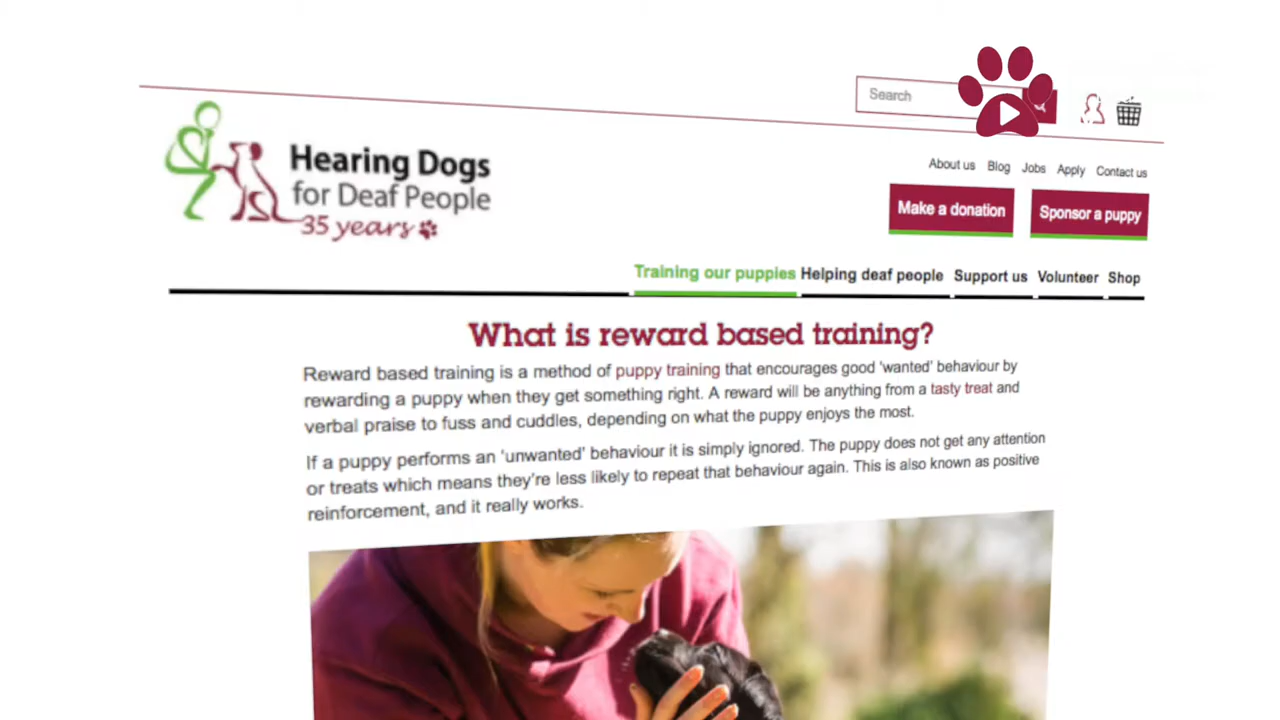 Search
Hearing Dogs
for Deaf People
35 years
About us Blog Jobs Apply Contact us
Make a donation Sponsor a puppy
Training our puppies Helping deaf people Support us Volunteer Shop
What is reward based training?
Reward based training is a method of puppy training that encourages good 'wanted' behaviour by
rewarding a puppy when they get something right. A reward will be anything from a tasty treat and
verbal praise to fuss and cuddles, depending on what the puppy enjoys the most.
If a puppy performs an 'unwanted' behaviour it is simply ignored. The puppy does not get any attention
or treats which means they're less likely to repeat that behaviour again. This is also known as positive
reinforcement, and it really works.